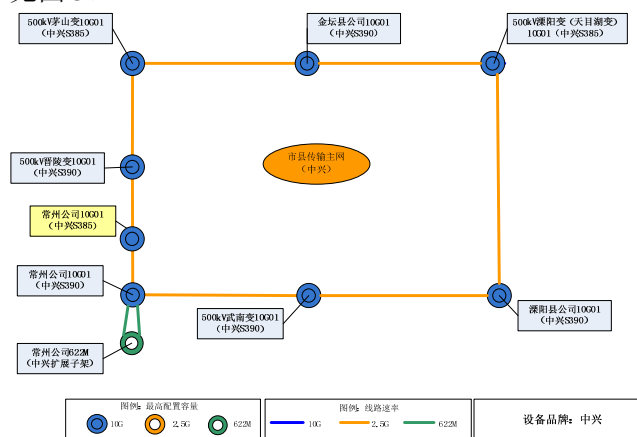 500kV茅山变10G01
（中兴S385）
金坛县公司10G01
（中兴S390）
500kV溧阳变（天目湖变）
10G01（中兴S385）
500kV晋陵变10G01
（中兴S390）
市县传输主网
（中兴）
常州公司10G01
（中兴S385）
常州公司10G01
（中兴S390）
500kV武南变10G01
（中兴S390）
溧阳县公司10G01
（中兴S390）
常州公司622M
（中兴扩展子架）
图例：最高配置容量
10G 2.5G 622M
图例：线路速率
10G 2.5G 622M
设备品牌：中兴